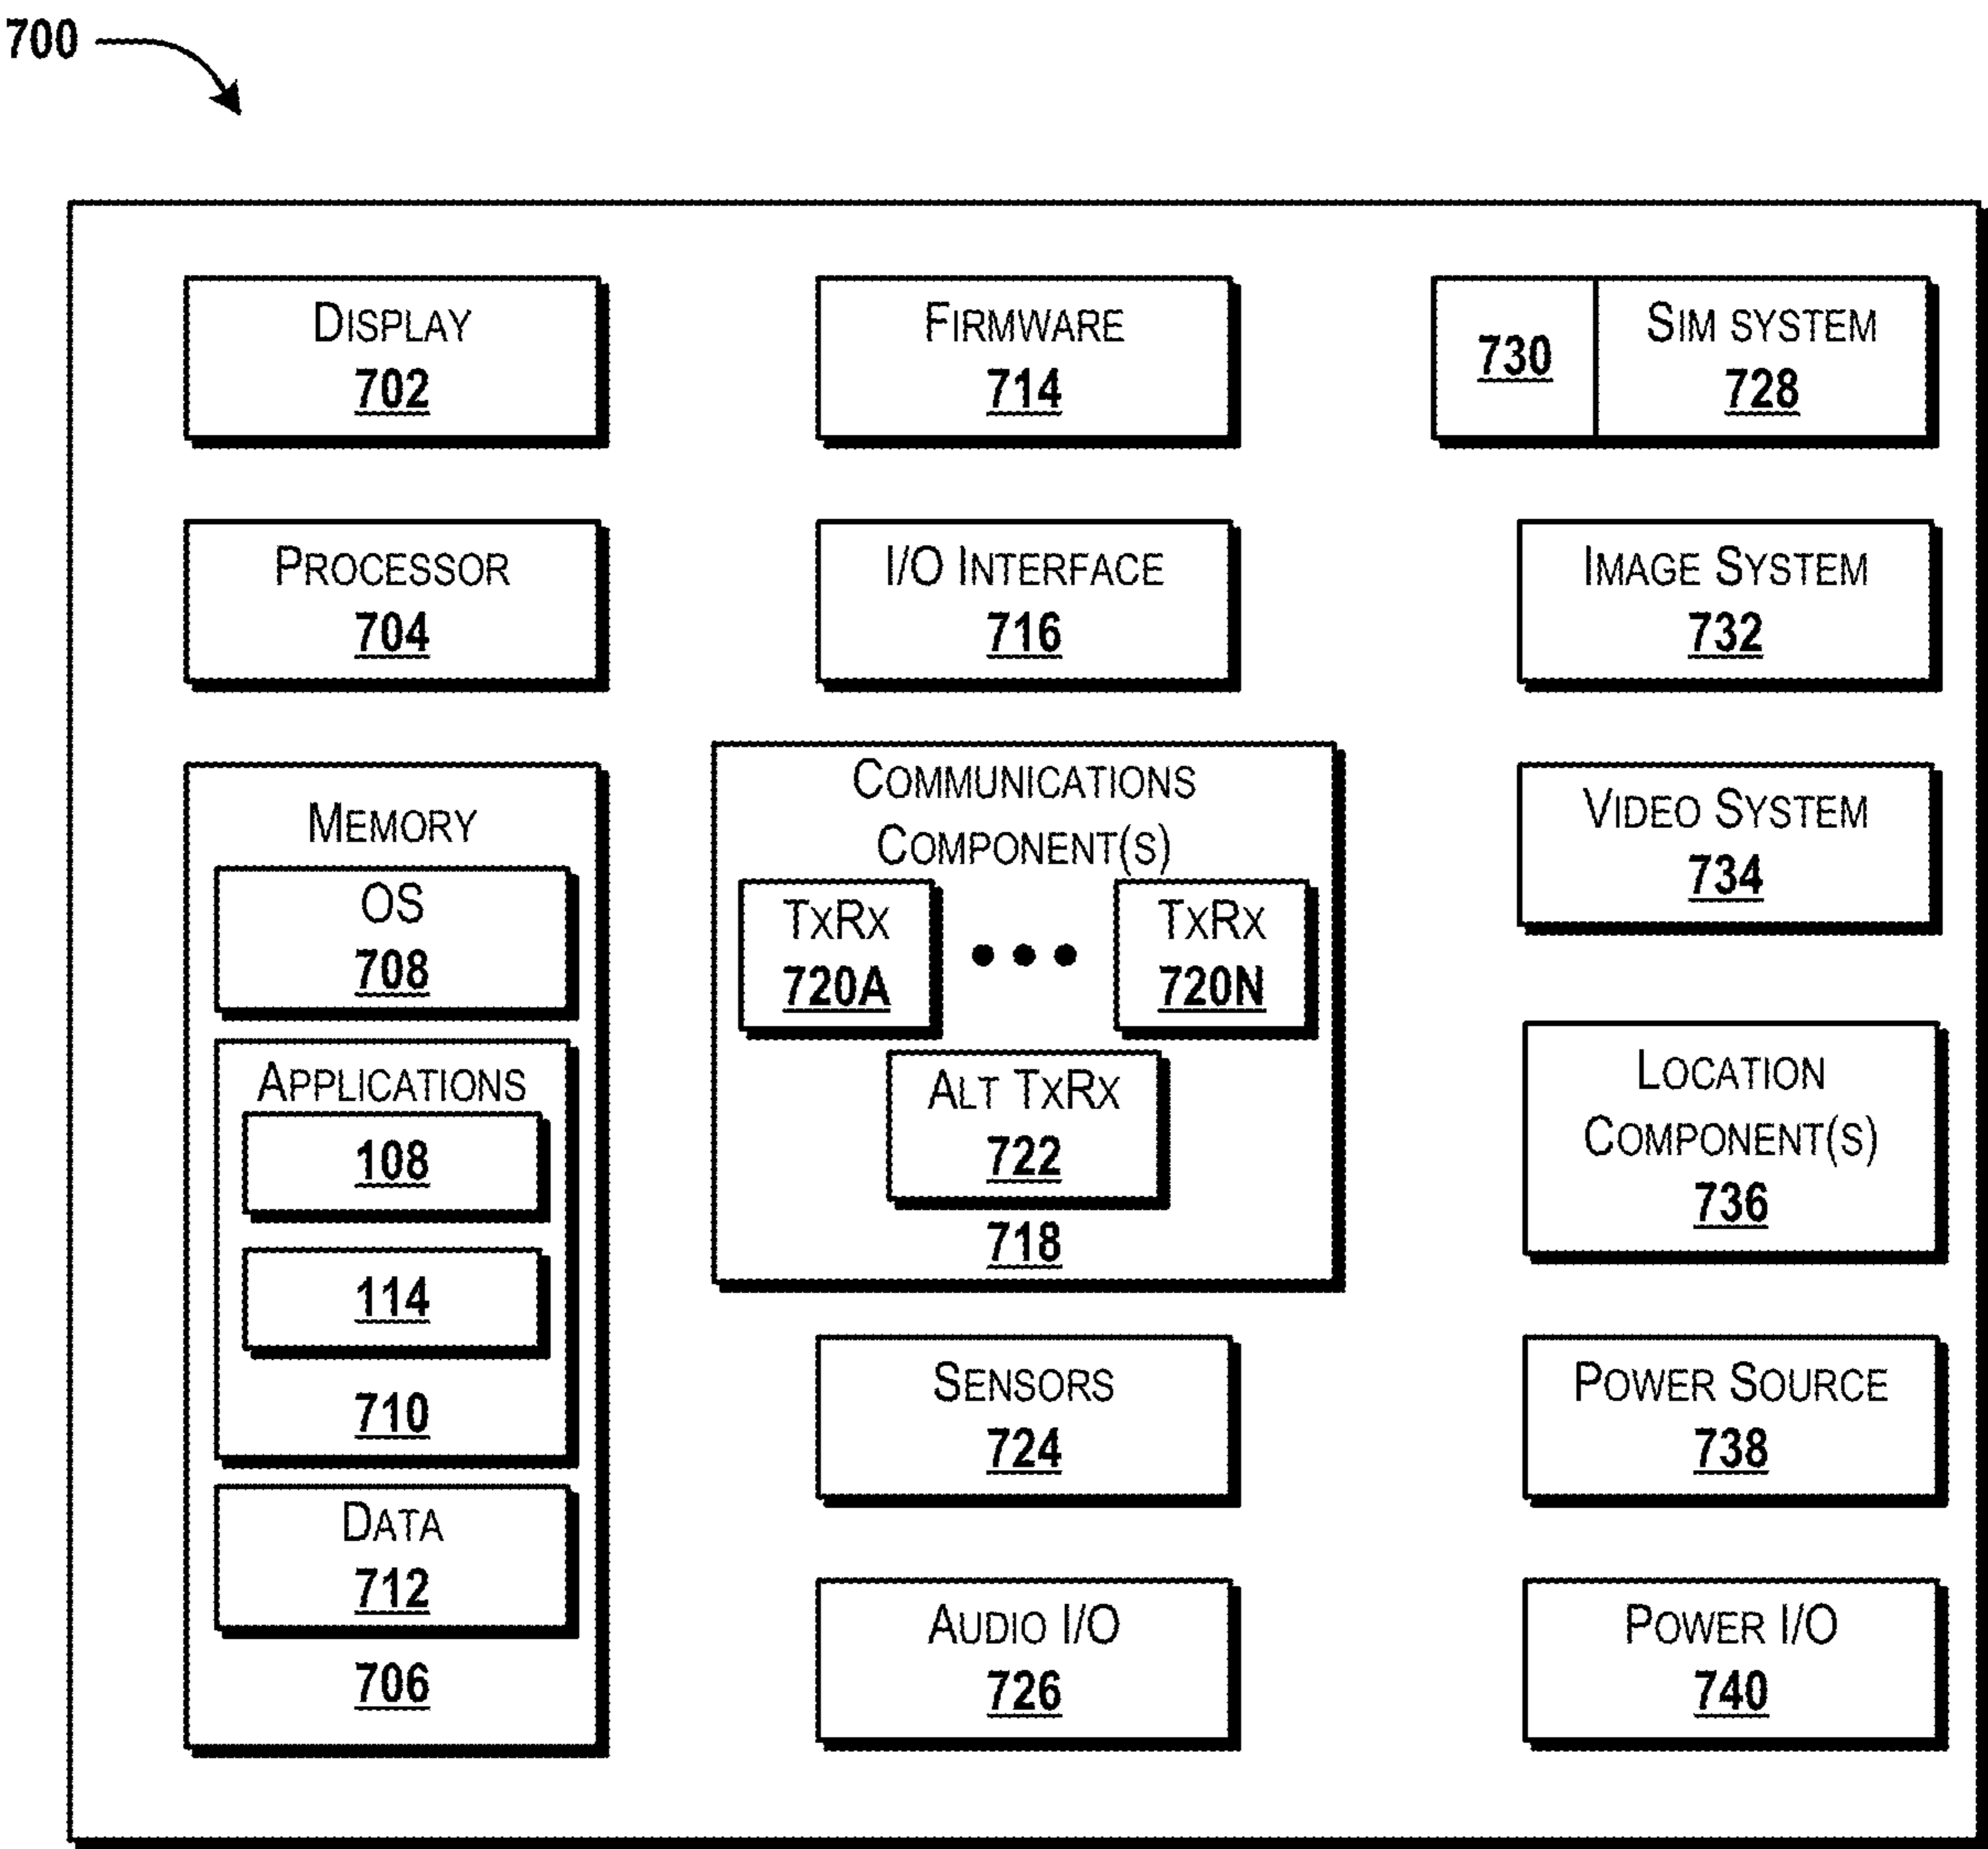 700
DISPLAY
702
FIRMWARE
714
730
SIM SYSTEM
728
PROCESSOR
704
I/O INTERFACE
716
IMAGE SYSTEM
732
MEMORY
OS
708
APPLICATIONS
108
114
710
DATA
712
706
COMMUNICATIONS
COMPONENT(S)
TXRX
720A
TXRX
720N
ALT TXRX
722
718
VIDEO SYSTEM
734
LOCATION
COMPONENT(S)
736
SENSORS
724
POWER SOURCE
738
AUDIO I/O
726
POWER I/O
740